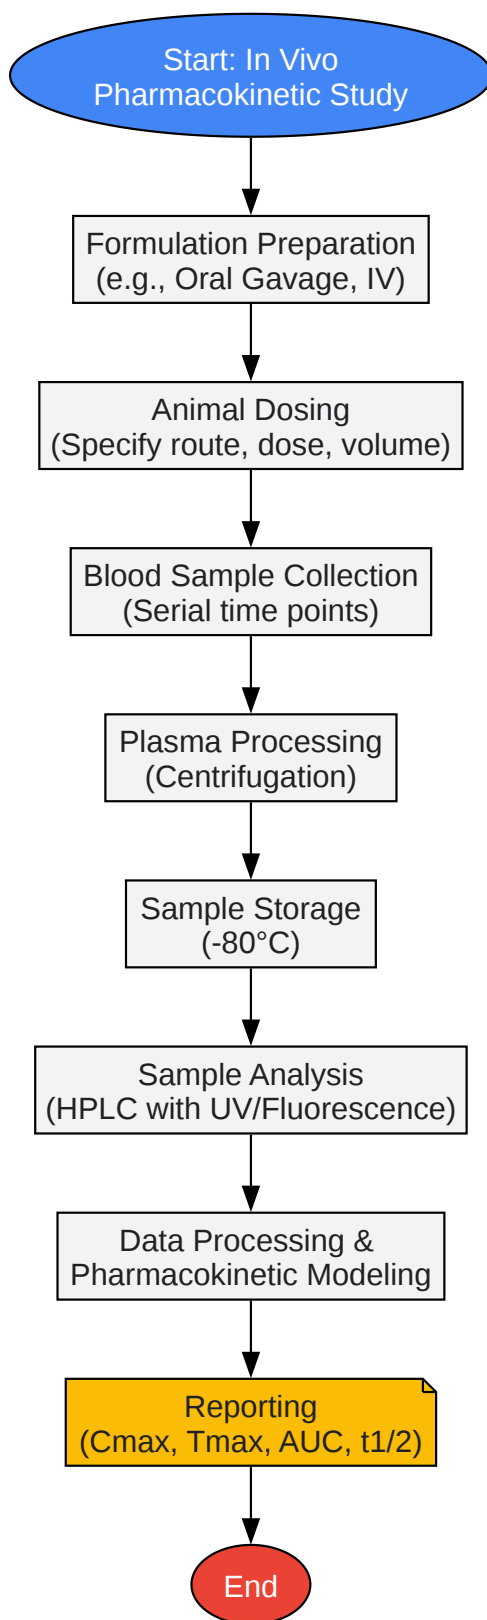 Start: In Vivo
Pharmacokinetic Study
Formulation Preparation
(e.g., Oral Gavage, IV)
Animal Dosing
(Specify route, dose, volume)
Blood Sample Collection
(Serial time points)
Plasma Processing
(Centrifugation)
Sample Storage
(-80°C)
Sample Analysis
(HPLC with UV/Fluorescence)
Data Processing &
Pharmacokinetic Modeling
Reporting
(Cmax, Tmax, AUC, t1/2)
End